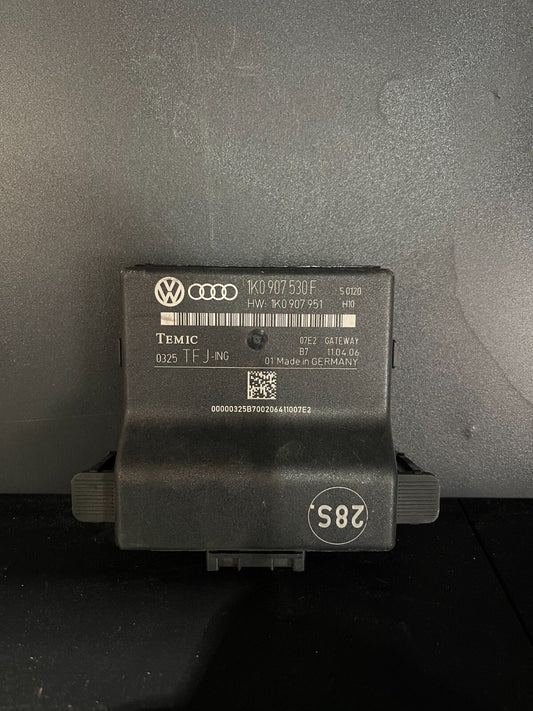 1K0 907 530 F S 0120
HW: 1K0 907 951 H10
TEMIC 07E2 GATEWAY
0325 TFJ-ING B7 11.04.06
01 Made in GERMANY
00000325B700206411007E2
28S.